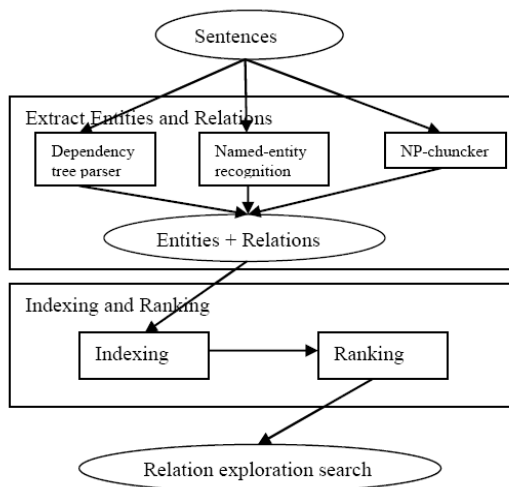 Sentences
Extract Entities and Relations
Dependency
tree parser
Named-entity
recognition
NP-chuncker
Entities + Relations
Indexing and Ranking
Indexing
Ranking
Relation exploration search